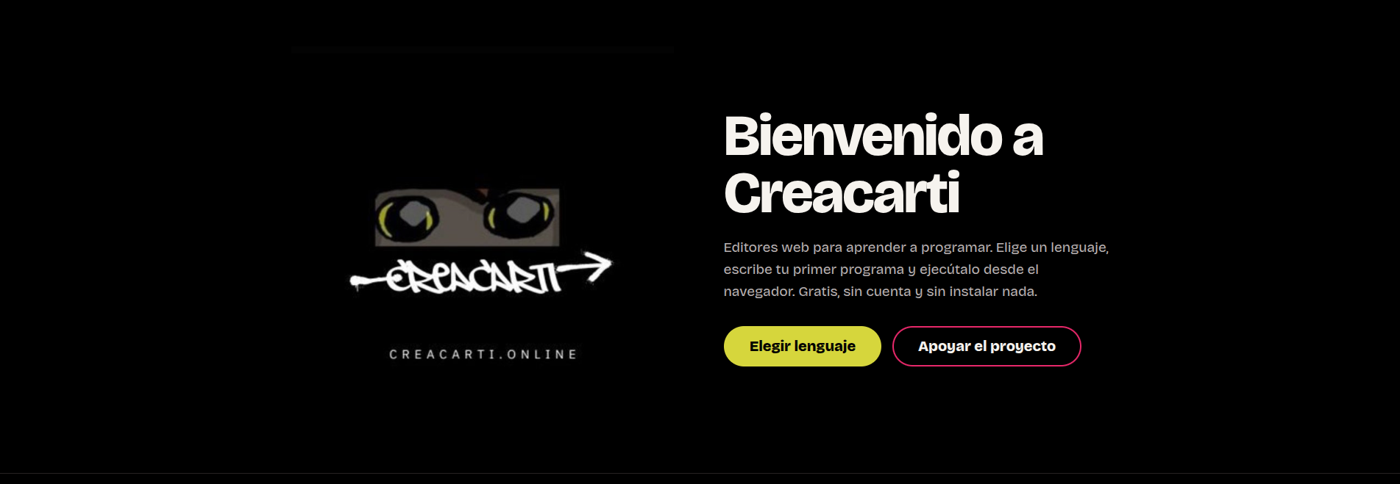 CREACARTI
CREACARTI.ONLINE
Bienvenido a
Creacarti
Editores web para aprender a programar. Elige un lenguaje,
escribe tu primer programa y ejecútalo desde el
navegador. Gratis, sin cuenta y sin instalar nada.
Elegir lenguaje
Apoyar el proyecto